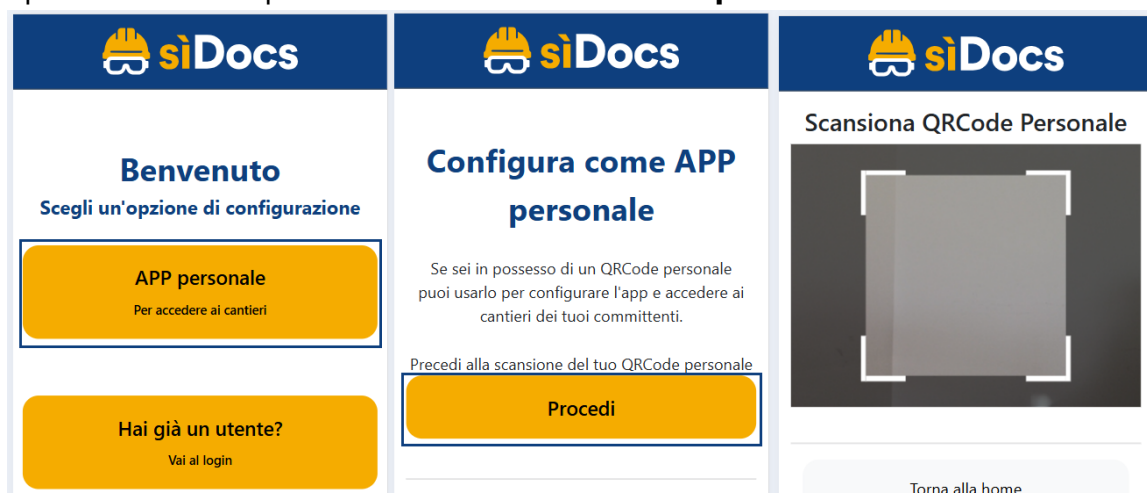 sìDocs
Benvenuto
Scegli un'opzione di configurazione
APP personale
Per accedere ai cantieri
Hai già un utente?
Vai al login
sìDocs
Configura come APP
personale
Se sei in possesso di un QRCode personale
puoi usarlo per configurare l'app e accedere ai
cantieri dei tuoi committenti.
Precedi alla scansione del tuo QRCode personale
Procedi
sìDocs
Scansiona QRCode Personale
Torna alla home